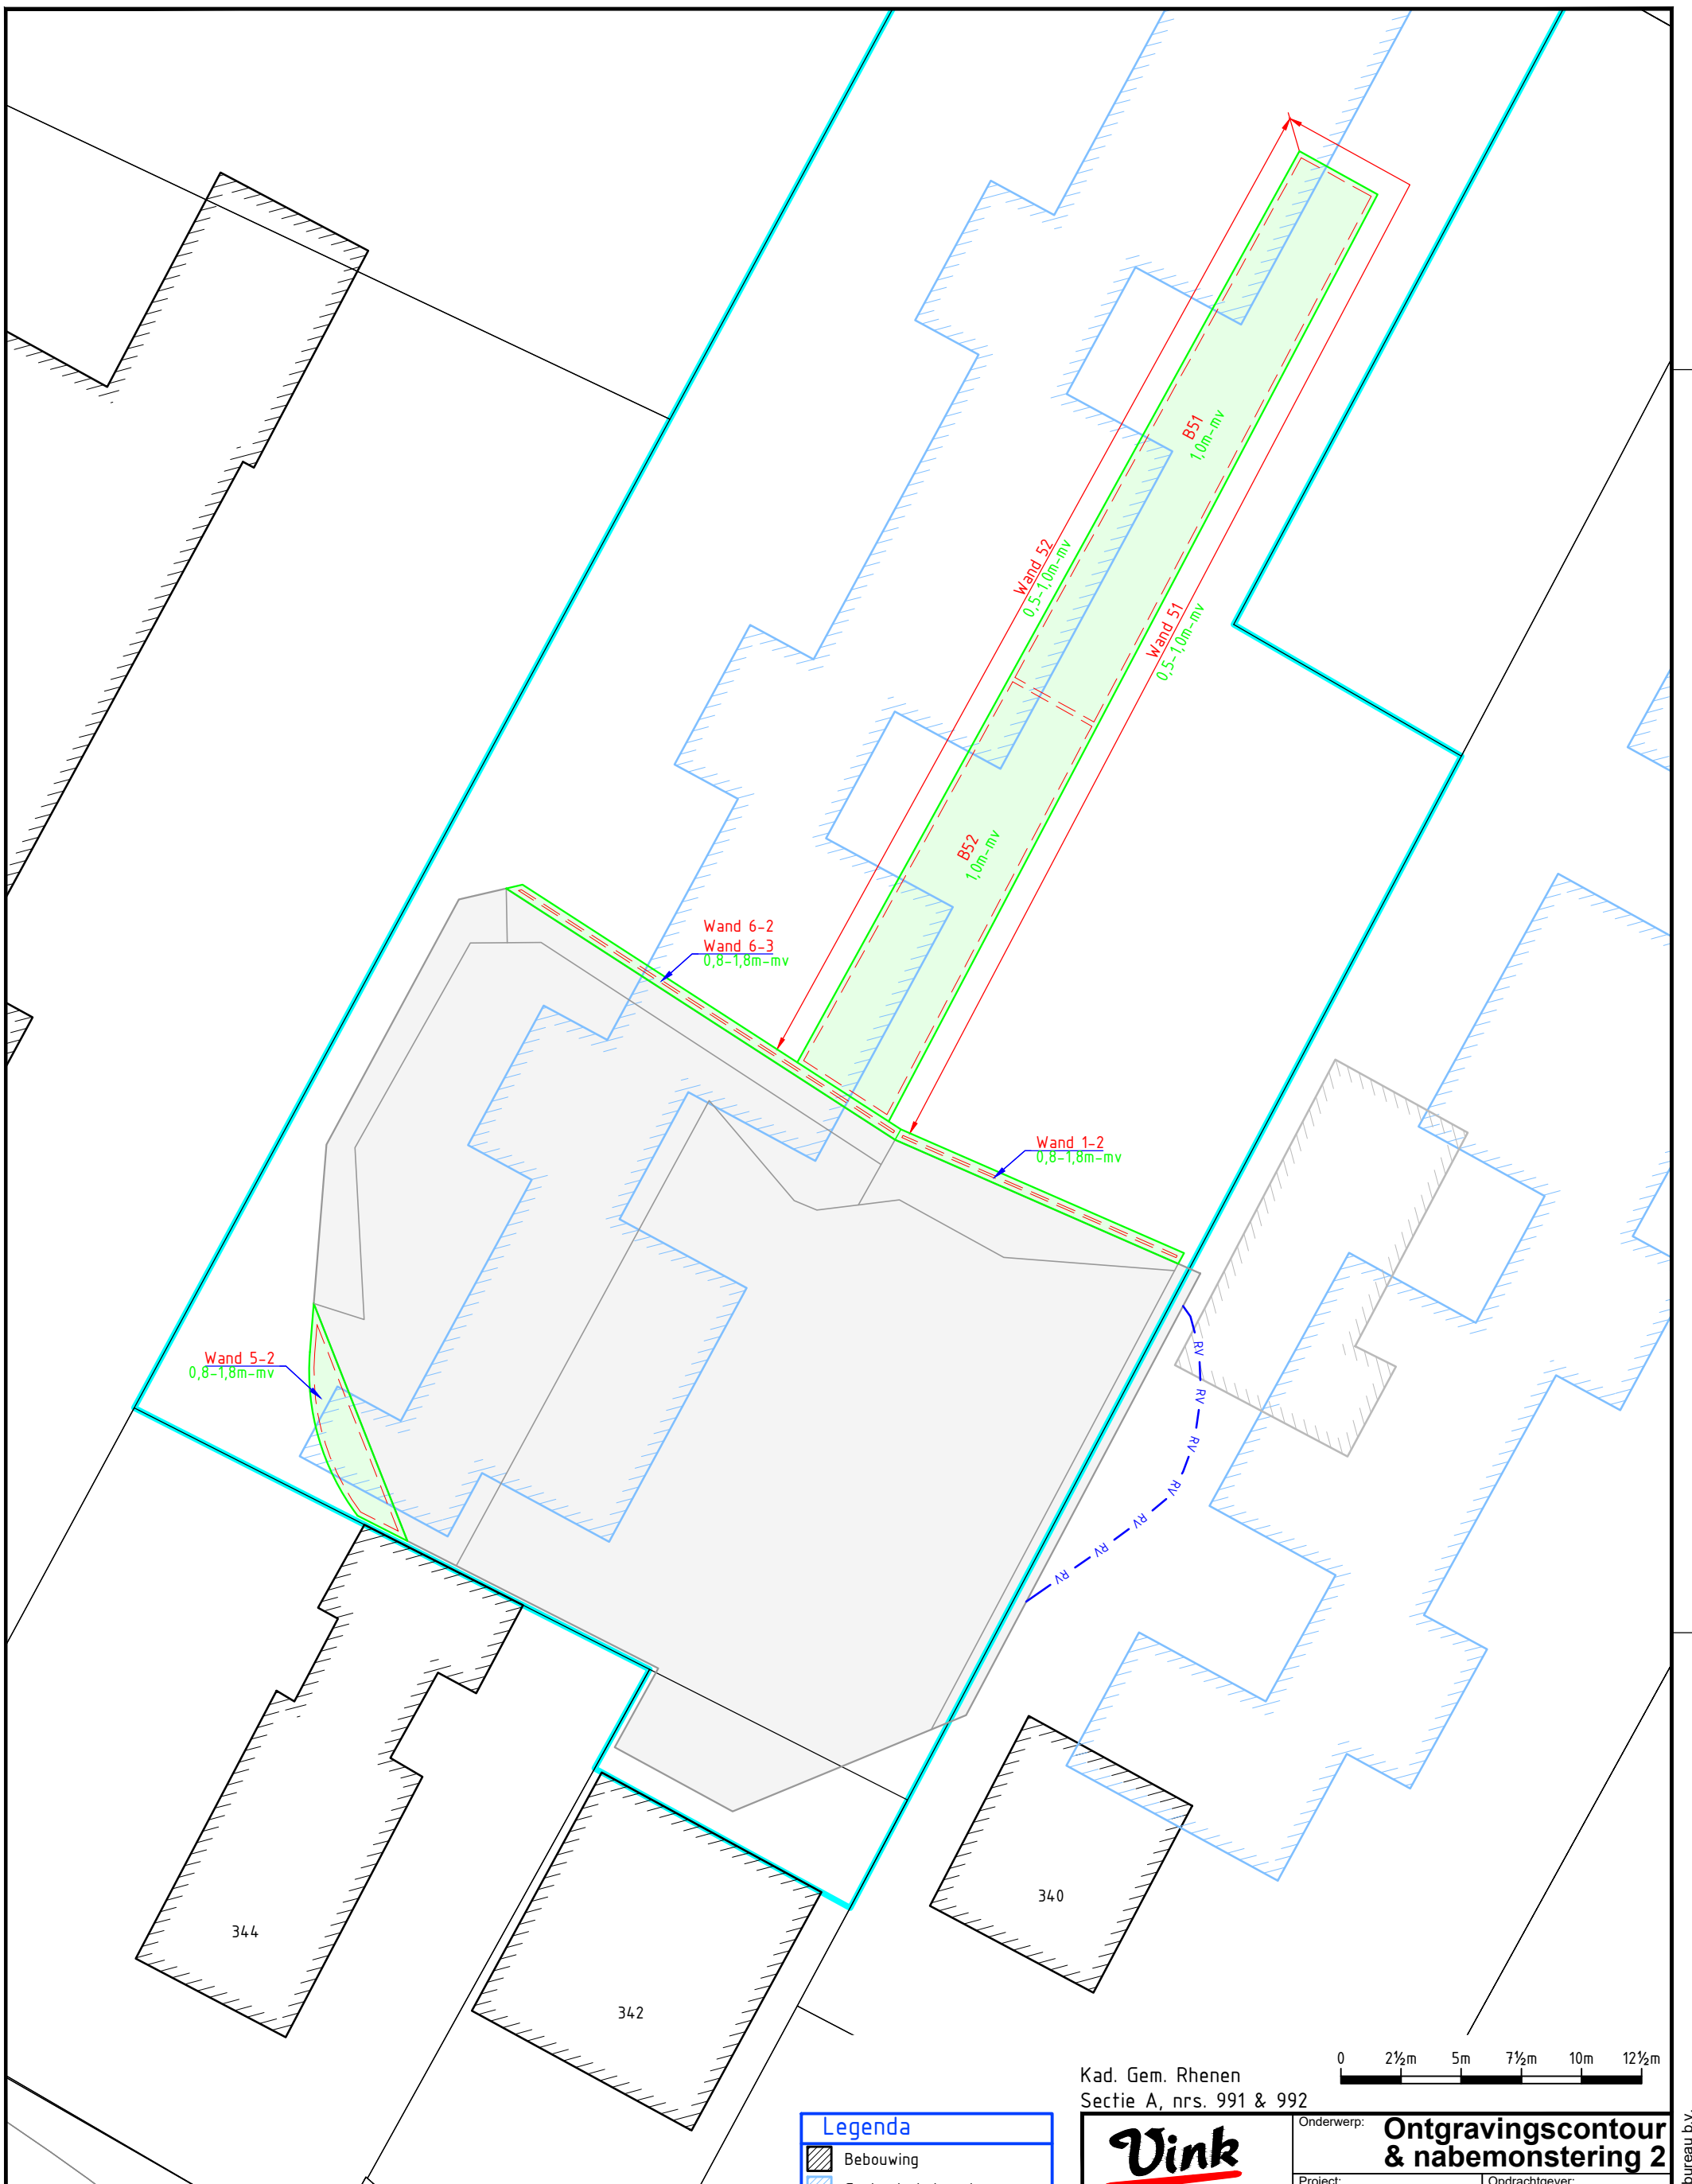 B51
1,0m-mv
Wand 52
0,5-1,0m-mv
Wand 51
0,5-1,0m-mv
B52
1,0m-mv
Wand 6-2
Wand 6-3
0,8-1,8m-mv
Wand 1-2
0,8-1,8m-mv
Wand 5-2
0,8-1,8m-mv
RV
RV
RV
RV
RV
RV
RV
344
342
340
Kad. Gem. Rhenen
Sectie A, nrs. 991 & 992
0 2½m 5m 7½m 10m 12½m
Legenda
Bebouwing
Vink
Onderwerp:
Ontgravingscontour
& nabemonstering 2
Project:
Opdrachtgever:
bureau b.v.